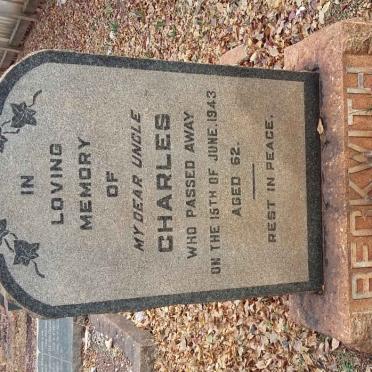 IN
LOVING
MEMORY
OF
MY DEAR UNCLE
CHARLES
WHO PASSED AWAY
ON THE 15TH OF JUNE, 1943
AGED 62.
REST IN PEACE.
BECKWITH